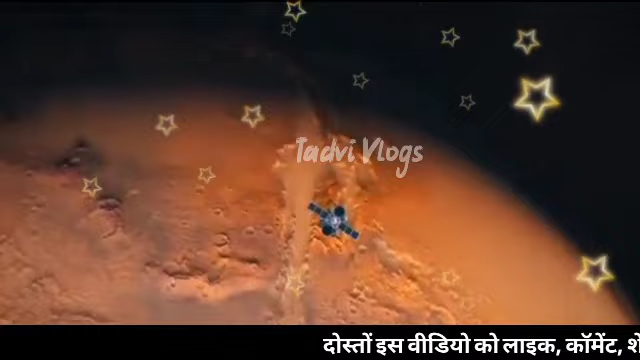 Tadvi Vlogs
दोस्तों इस वीडियो को लाइक, कॉमेंट,